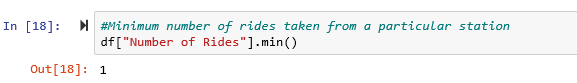 In [18]: #Minimum number of rides taken from a particular station
df["Number of Rides"].min()
Out[18]: 1